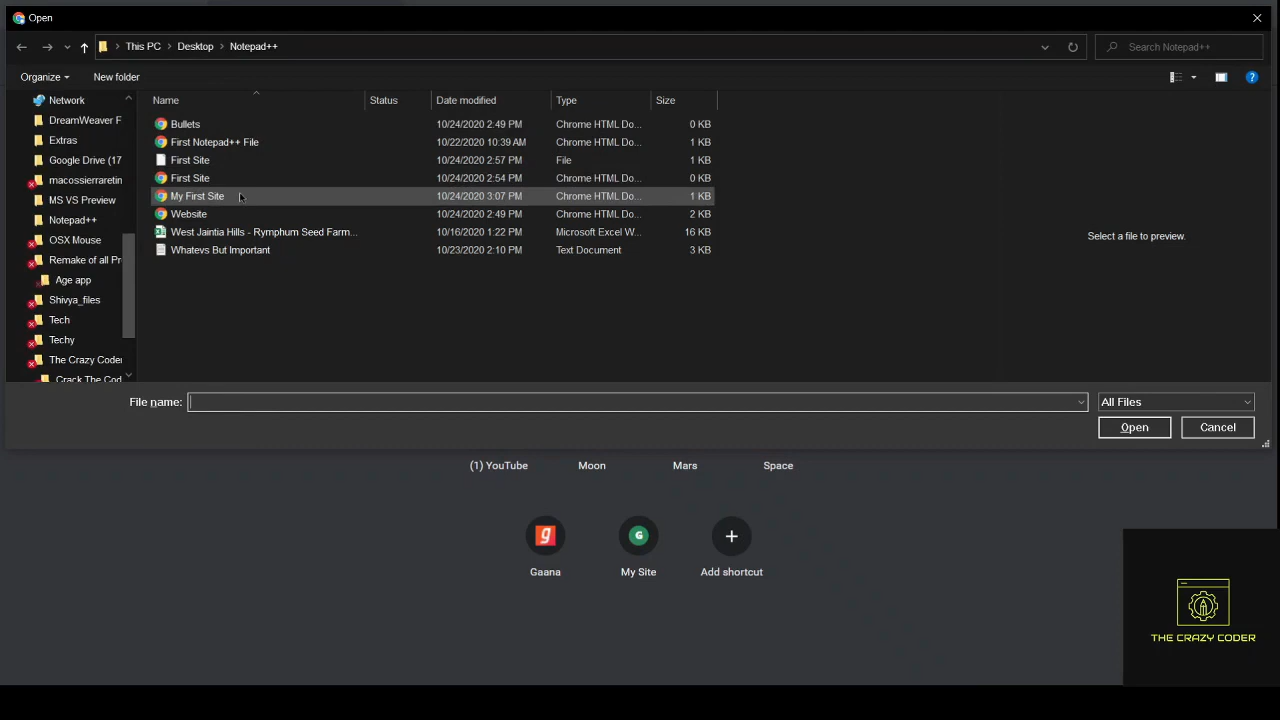 Open
This PC Desktop Notepad++ Search Notepad++
Organize New folder
Network
DreamWeaver F
Extras
Google Drive (17
macossierraretin
MS VS Preview
Notepad++
OSX Mouse
Remake of all Pr
Age app
Shivya_files
Tech
Techy
The Crazy Coder
Crack The Cod
Name Status Date modified Type Size
Bullets 10/24/2020 2:49 PM Chrome HTML Do... 0 KB
First Notepad++ File 10/22/2020 10:39 AM Chrome HTML Do... 1 KB
First Site 10/24/2020 2:57 PM File 1 KB
First Site 10/24/2020 2:54 PM Chrome HTML Do... 0 KB
My First Site 10/24/2020 3:07 PM Chrome HTML Do... 1 KB
Website 10/24/2020 2:49 PM Chrome HTML Do... 2 KB
West Jaintia Hills - Rymphum Seed Farm... 10/16/2020 1:22 PM Microsoft Excel W... 16 KB
Whatevs But Important 10/23/2020 2:10 PM Text Document 3 KB
Select a file to preview.
File name: All Files
Open Cancel
(1) YouTube Moon Mars Space
g G
Gaana My Site Add shortcut
THE CRAZY CODER